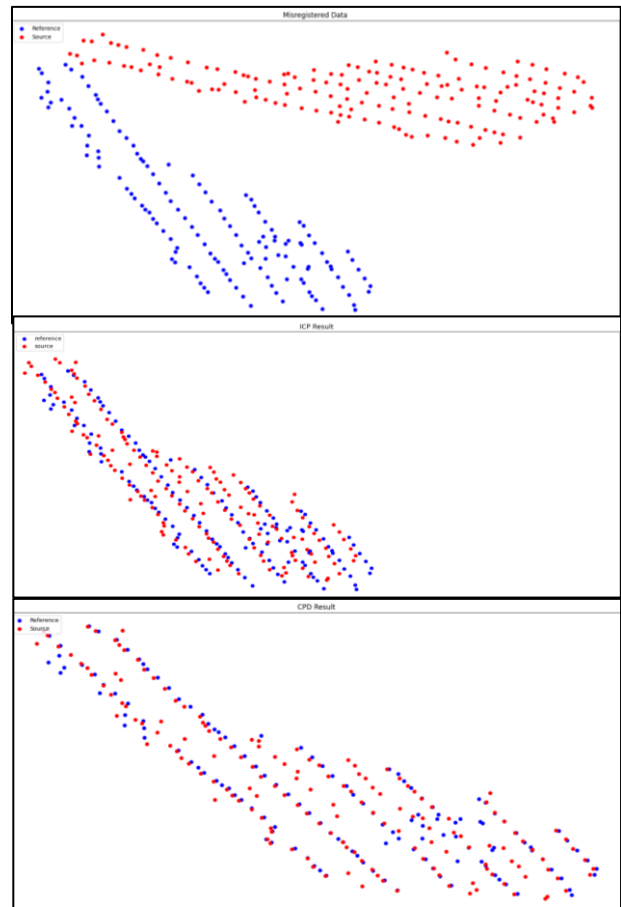 Misregistered Data
Reference
Source
ICP Result
reference
source
CPD Result
Reference
Source